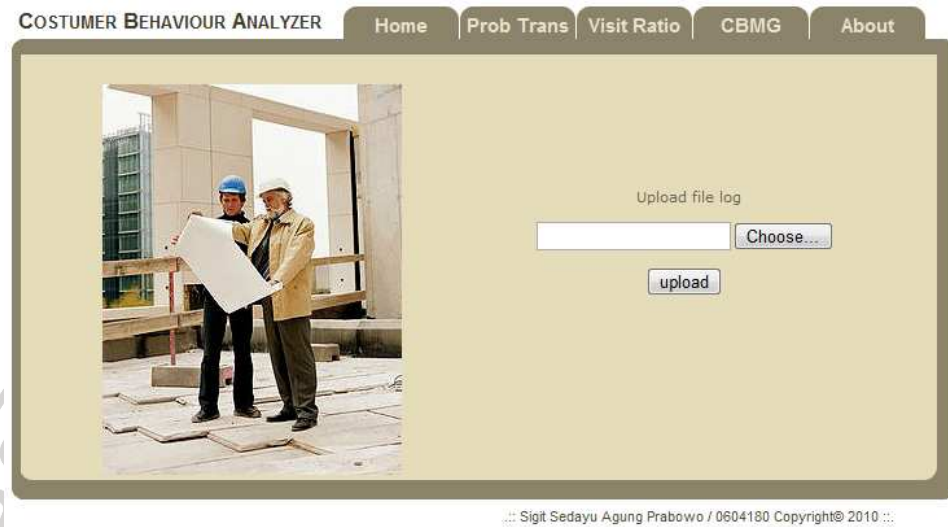 COSTUMER BEHAVIOUR ANALYZER
Home Prob Trans Visit Ratio CBMG About
Upload file log
Choose...
upload
.:: Sigit Sedayu Agung Prabowo / 0604180 Copyright© 2010 ::.